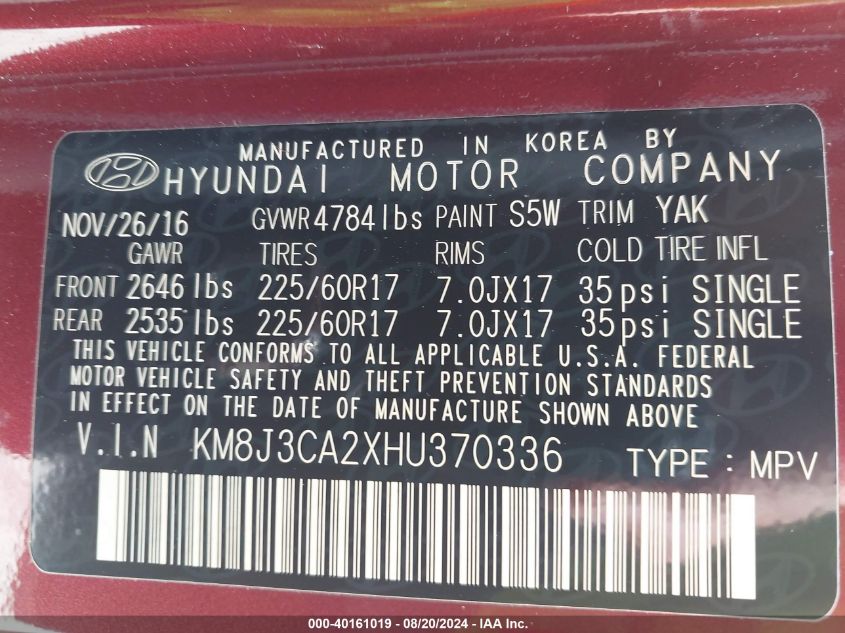 MANUFACTURED IN KOREA BY
HYUNDAI MOTOR COMPANY
NOV/26/16 GVWR 4784 lbs PAINT S5W TRIM YAK
GAWR TIRES RIMS COLD TIRE INFL
FRONT 2646 lbs 225/60R17 7.0JX17 35psi SINGLE
REAR 2535 lbs 225/60R17 7.0JX17 35psi SINGLE
THIS VEHICLE CONFORMS TO ALL APPLICABLE U.S.A. FEDERAL
MOTOR VEHICLE SAFETY AND THEFT PREVENTION STANDARDS
IN EFFECT ON THE DATE OF MANUFACTURE SHOWN ABOVE
V.I.N KM8J3CA2XHU370336 TYPE : MPV
000-40161019 - 08/20/2024 - IAA Inc.